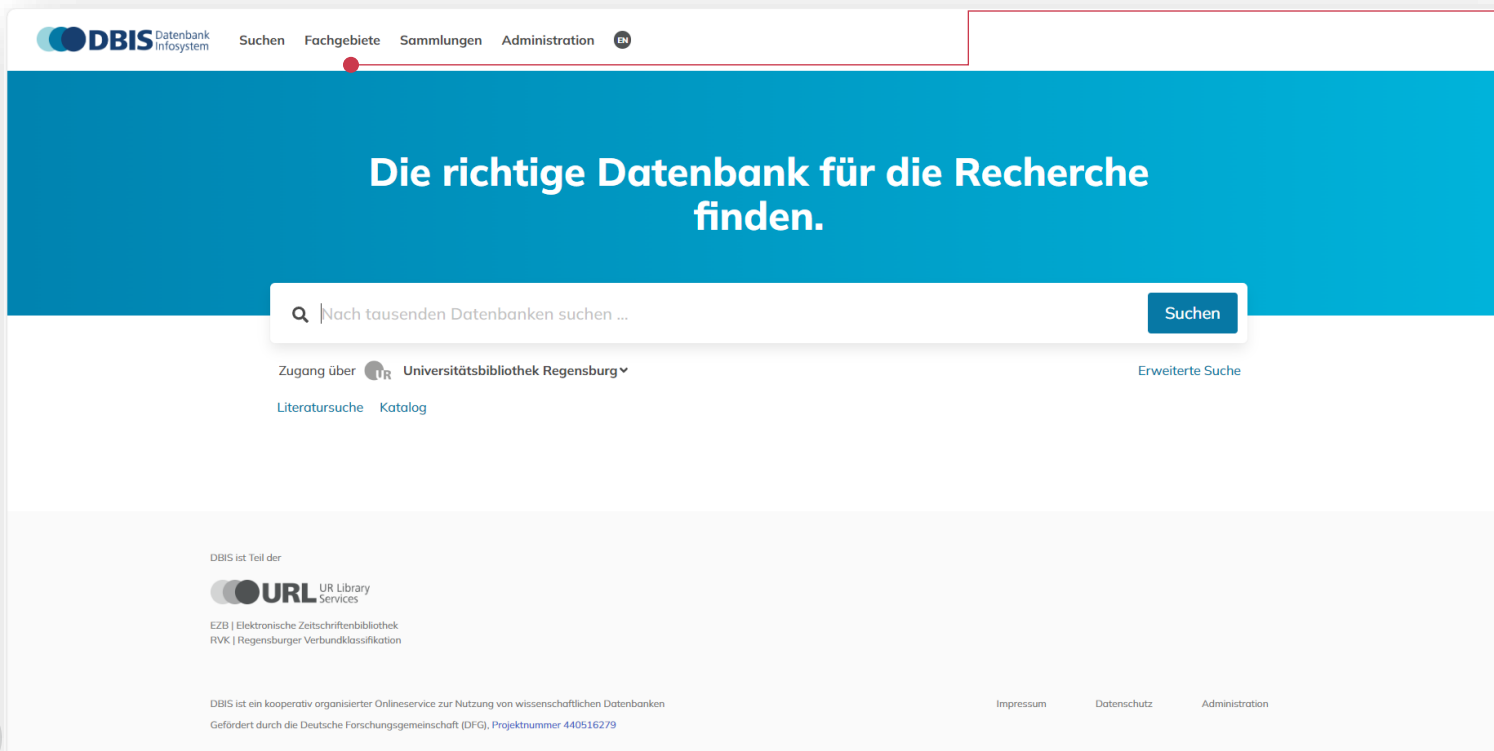 DBIS Datenbank Infosystem
Suchen Fachgebiete Sammlungen Administration EN
Die richtige Datenbank für die Recherche
finden.
Nach tausenden Datenbanken suchen ... Suchen
Zugang über UR Universitätsbibliothek Regensburg Erweiterte Suche
Literatursuche Katalog
DBIS ist Teil der
URL UR Library Services
EZB | Elektronische Zeitschriftenbibliothek
RVK | Regensburger Verbundklassifikation
DBIS ist ein kooperativ organisierter Onlineservice zur Nutzung von wissenschaftlichen Datenbanken Impressum Datenschutz Administration
Gefördert durch die Deutsche Forschungsgemeinschaft (DFG), Projektnummer 440516279